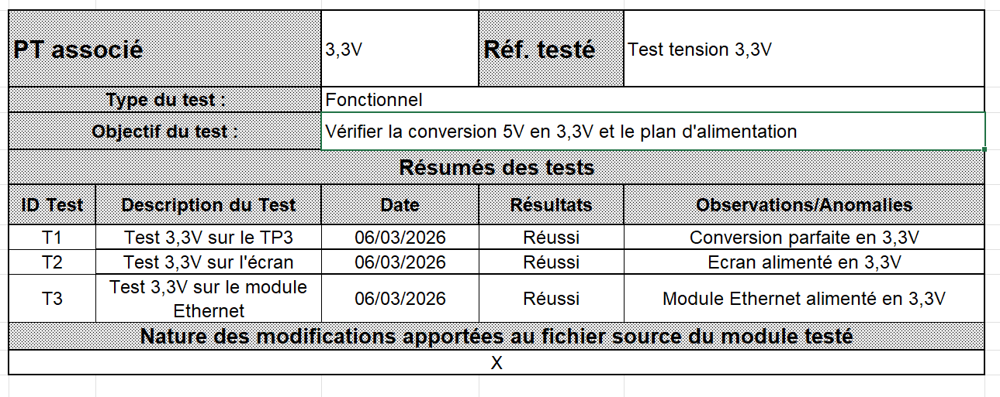 PT associé 3,3V Réf. testé Test tension 3,3V
Type du test : Fonctionnel
Objectif du test : Vérifier la conversion 5V en 3,3V et le plan d'alimentation
Résumés des tests
ID Test Description du Test Date Résultats Observations/Anomalies
T1 Test 3,3V sur le TP3 06/03/2026 Réussi Conversion parfaite en 3,3V
T2 Test 3,3V sur l'écran 06/03/2026 Réussi Ecran alimenté en 3,3V
T3 Test 3,3V sur le module Ethernet 06/03/2026 Réussi Module Ethernet alimenté en 3,3V
Nature des modifications apportées au fichier source du module testé
X